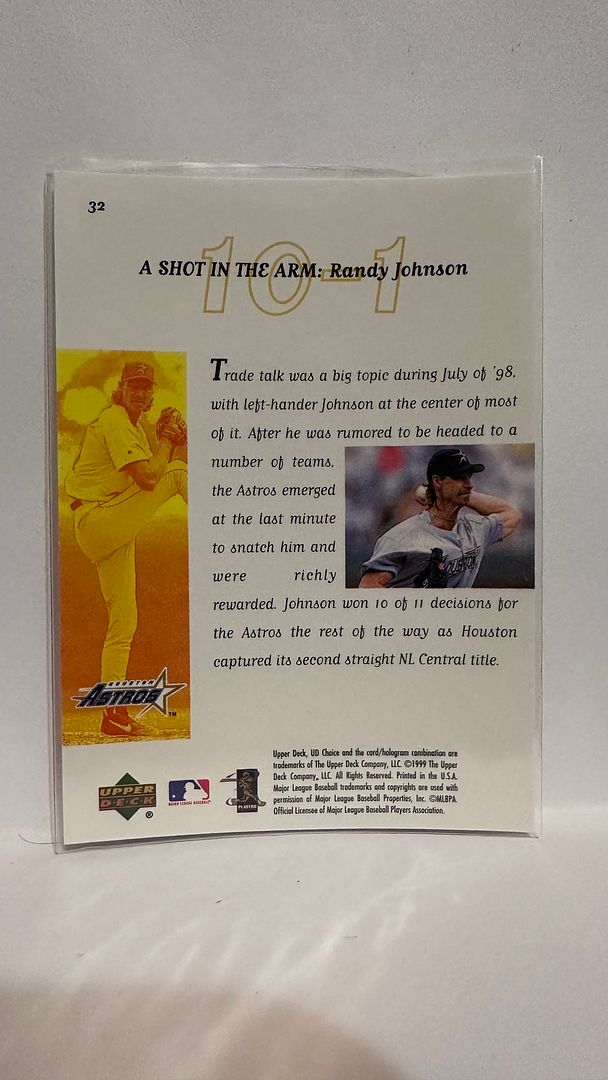 32
10-1
A SHOT IN THE ARM: Randy Johnson
Trade talk was a big topic during July of '98,
with left-hander Johnson at the center of most
of it. After he was rumored to be headed to a
number of teams,
the Astros emerged
at the last minute
to snatch him and
were richly
rewarded. Johnson won 10 of 11 decisions for
the Astros the rest of the way as Houston
captured its second straight NL Central title.
HOUSTON
ASTROS
TM
UPPER
DECK
®
MAJOR LEAGUE BASEBALL
PLAYERS
Upper Deck, UD Choice and the card/hologram combination are
trademarks of The Upper Deck Company, LLC. ©1999 The Upper
Deck Company, LLC. All Rights Reserved. Printed in the U.S.A.
Major League Baseball trademarks and copyrights are used with
permission of Major League Baseball Properties, Inc. ©MLBPA.
Official Licensee of Major League Baseball Players Association.